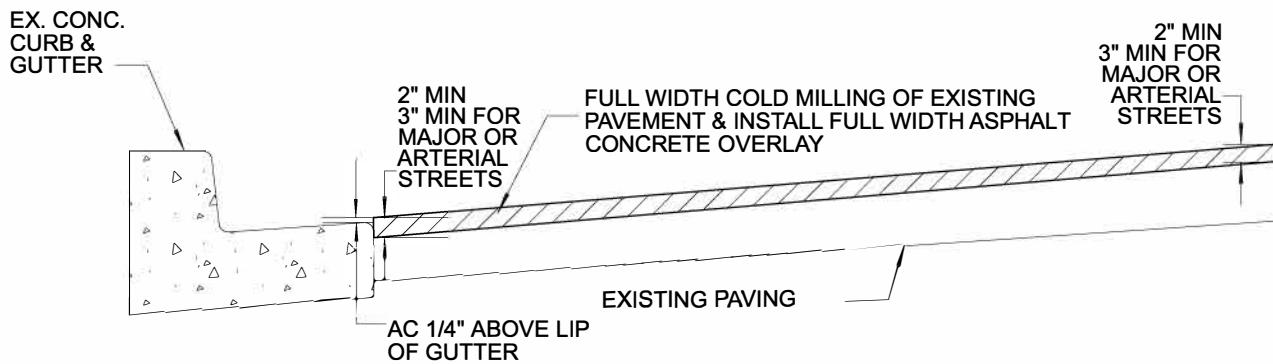 EX. CONC.
CURB &
GUTTER
2" MIN
3" MIN FOR
MAJOR OR
ARTERIAL
STREETS
FULL WIDTH COLD MILLING OF EXISTING
PAVEMENT & INSTALL FULL WIDTH ASPHALT
CONCRETE OVERLAY
2" MIN
3" MIN FOR
MAJOR OR
ARTERIAL
STREETS
EXISTING PAVING
AC 1/4" ABOVE LIP
OF GUTTER